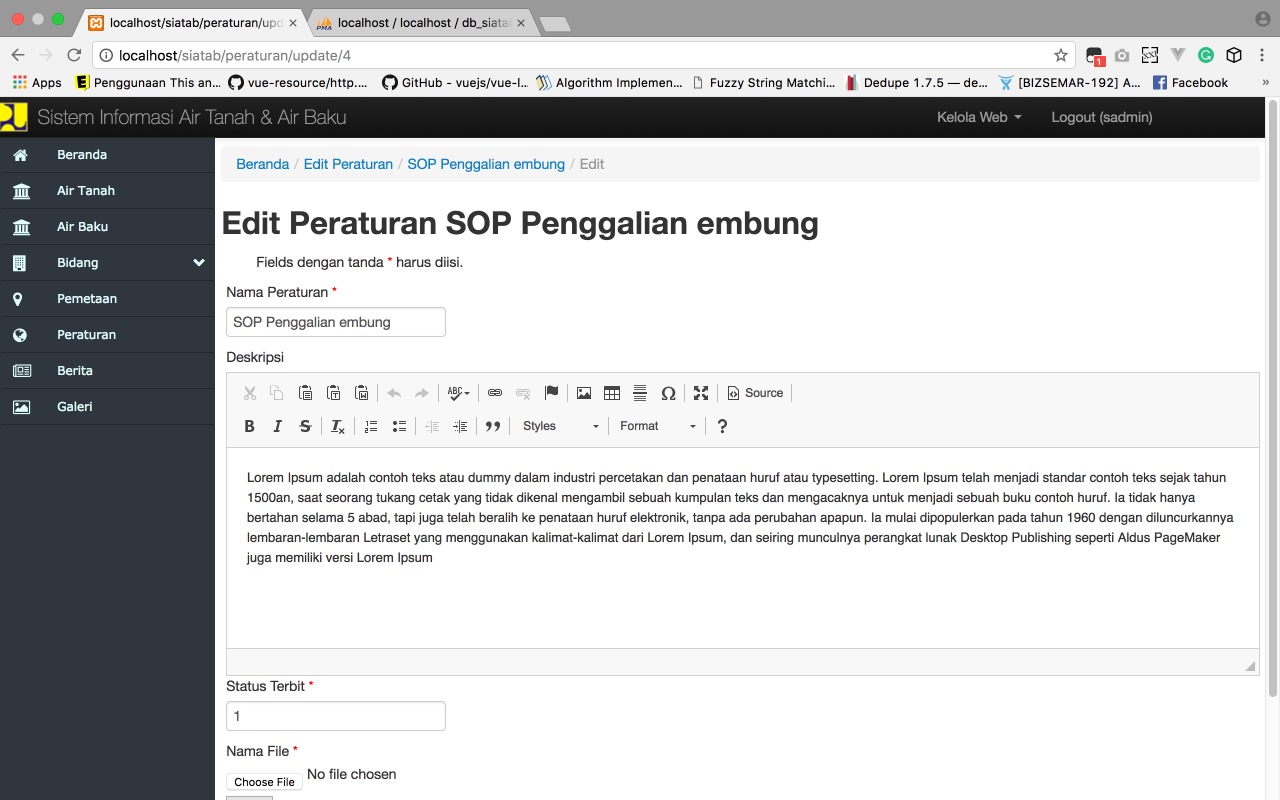 localhost/siatab/peraturan/upd
localhost / localhost / db_siatab
localhost/siatab/peraturan/update/4
Apps
Penggunaan This an...
vue-resource/http....
GitHub - vuejs/vue-l...
Algorithm Implemen...
Fuzzy String Matchi...
Dedupe 1.7.5 — de...
[BIZSEMAR-192] A...
Facebook
»
Sistem Informasi Air Tanah & Air Baku
Kelola Web
Logout (sadmin)
Beranda
Air Tanah
Air Baku
Bidang
Pemetaan
Peraturan
Berita
Galeri
Beranda / Edit Peraturan / SOP Penggalian embung / Edit
Edit Peraturan SOP Penggalian embung
Fields dengan tanda * harus diisi.
Nama Peraturan *
SOP Penggalian embung
Deskripsi
ABC
Source
B I S Tx
Styles
Format
?
Lorem Ipsum adalah contoh teks atau dummy dalam industri percetakan dan penataan huruf atau typesetting. Lorem Ipsum telah menjadi standar contoh teks sejak tahun
1500an, saat seorang tukang cetak yang tidak dikenal mengambil sebuah kumpulan teks dan mengacaknya untuk menjadi sebuah buku contoh huruf. Ia tidak hanya
bertahan selama 5 abad, tapi juga telah beralih ke penataan huruf elektronik, tanpa ada perubahan apapun. Ia mulai dipopulerkan pada tahun 1960 dengan diluncurkannya
lembaran-lembaran Letraset yang menggunakan kalimat-kalimat dari Lorem Ipsum, dan seiring munculnya perangkat lunak Desktop Publishing seperti Aldus PageMaker
juga memiliki versi Lorem Ipsum
Status Terbit *
1
Nama File *
Choose File No file chosen